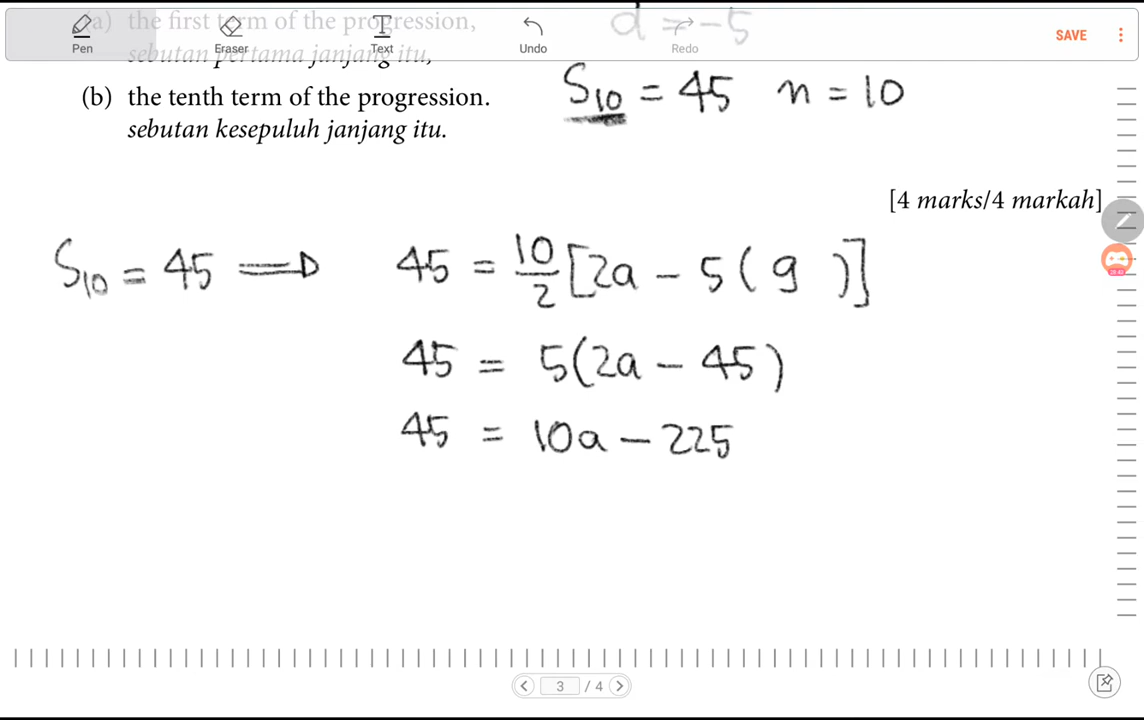 (a) the first term of the progression,
sebutan pertama janjang itu,
d = -5
Pen
Eraser
Text
Undo
Redo
SAVE
(b) the tenth term of the progression.
sebutan kesepuluh janjang itu.
S10 = 45 n = 10
[4 marks/4 markah]
S10 = 45 ⟹ 45 = 10/2 [2a - 5(9 )]
45 = 5(2a - 45)
45 = 10a - 225
3 / 4